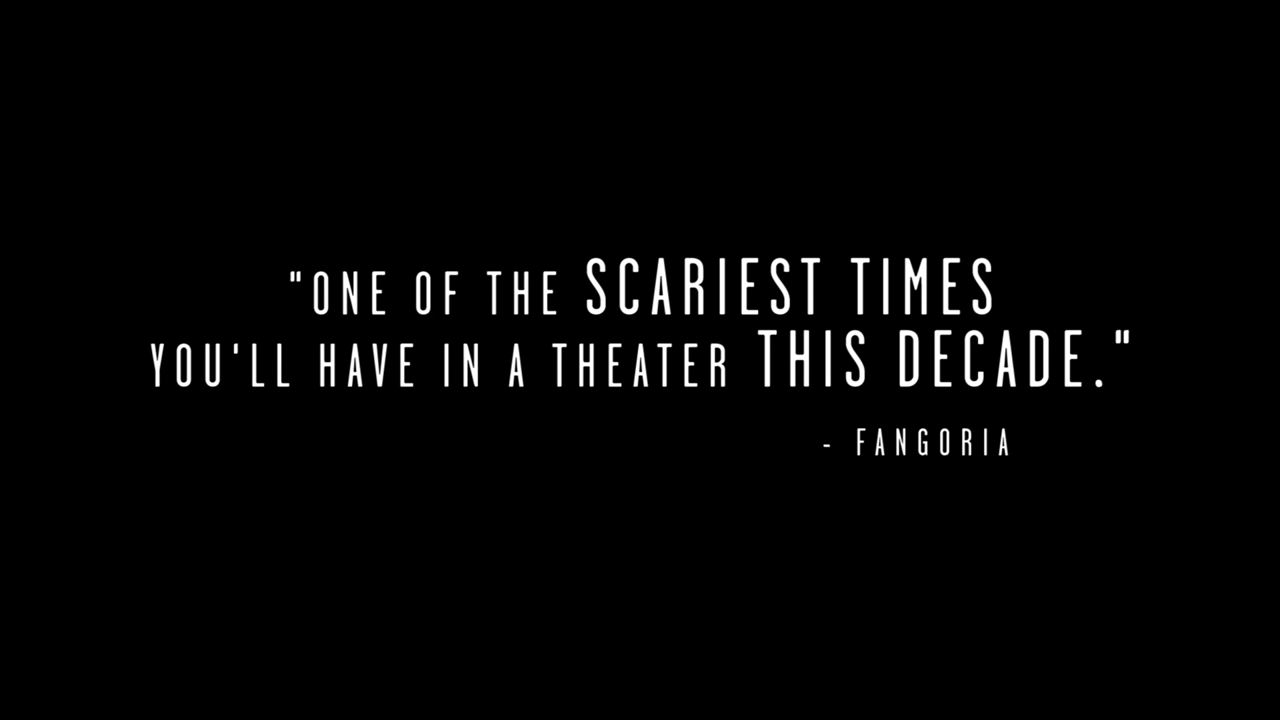 "ONE OF THE SCARIEST TIMES
YOU'LL HAVE IN A THEATER THIS DECADE."
- FANGORIA